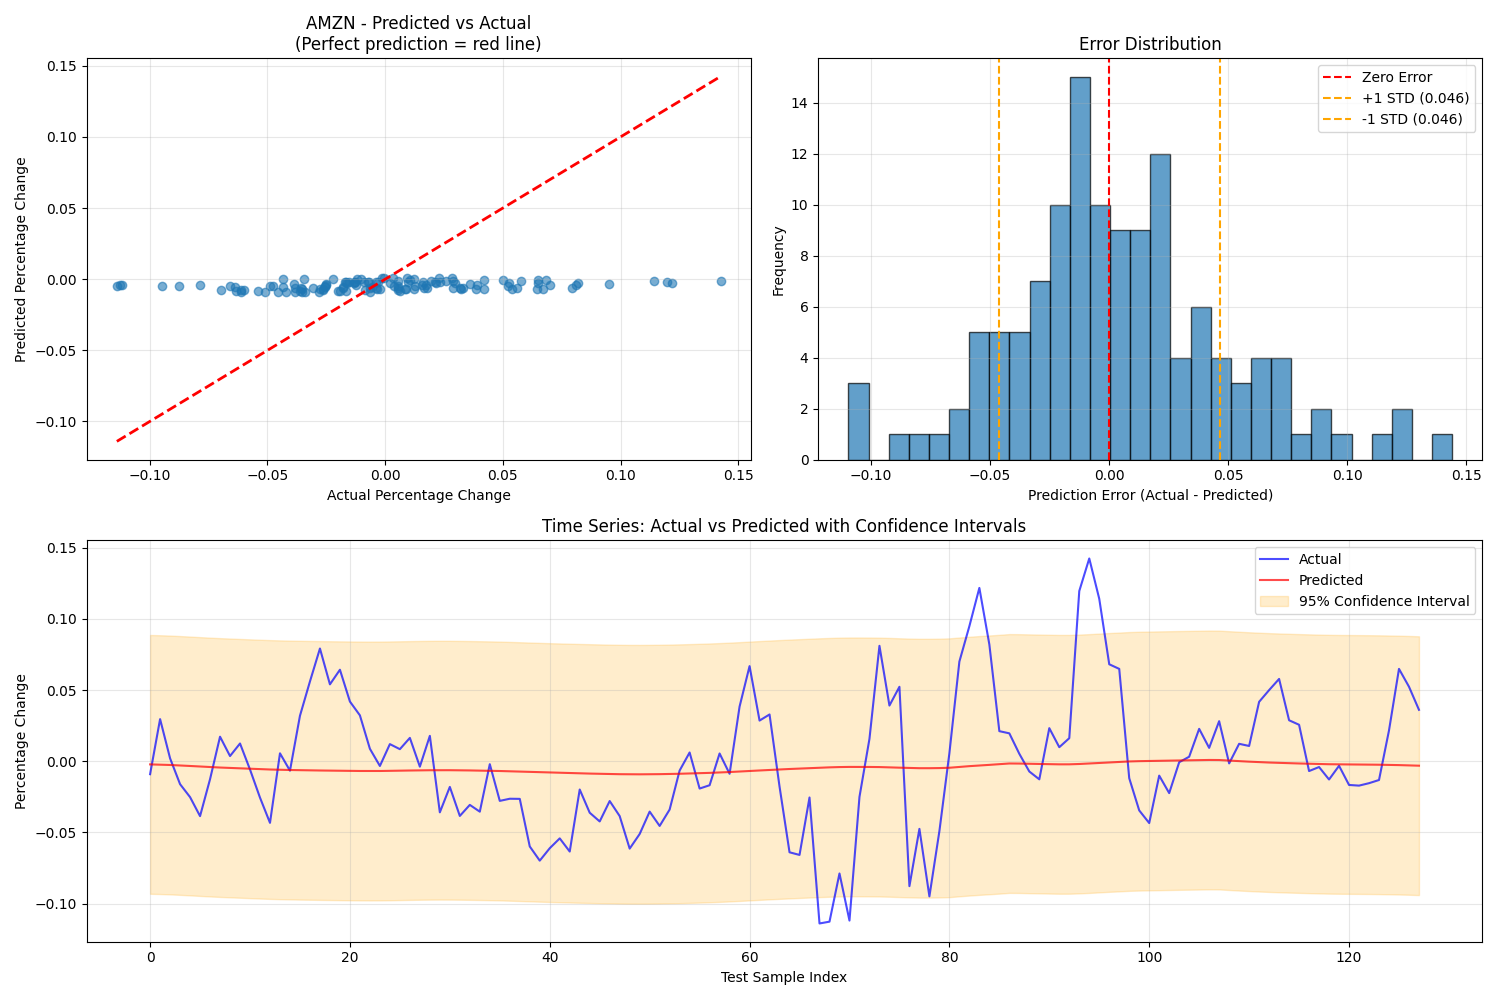 AMZN - Predicted vs Actual
(Perfect prediction = red line)
0.15
0.10
0.05
0.00
−0.05
−0.10
Predicted Percentage Change
−0.10
−0.05
0.00
0.05
0.10
0.15
Actual Percentage Change
Error Distribution
Zero Error
+1 STD (0.046)
-1 STD (0.046)
14
12
10
8
6
4
2
0
Frequency
−0.10
−0.05
0.00
0.05
0.10
0.15
Prediction Error (Actual - Predicted)
Time Series: Actual vs Predicted with Confidence Intervals
Actual
Predicted
95% Confidence Interval
0.15
0.10
0.05
0.00
−0.05
−0.10
Percentage Change
0
20
40
60
80
100
120
Test Sample Index